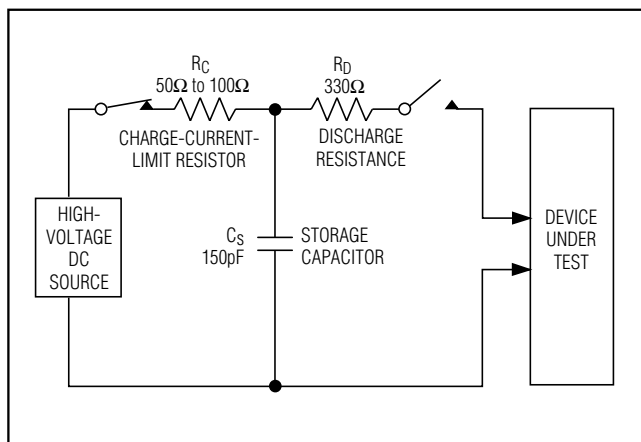 R_C
50Ω to 100Ω
CHARGE-CURRENT-
LIMIT RESISTOR
R_D
330Ω
DISCHARGE
RESISTANCE
HIGH-
VOLTAGE
DC
SOURCE
C_S
150pF
STORAGE
CAPACITOR
DEVICE
UNDER
TEST